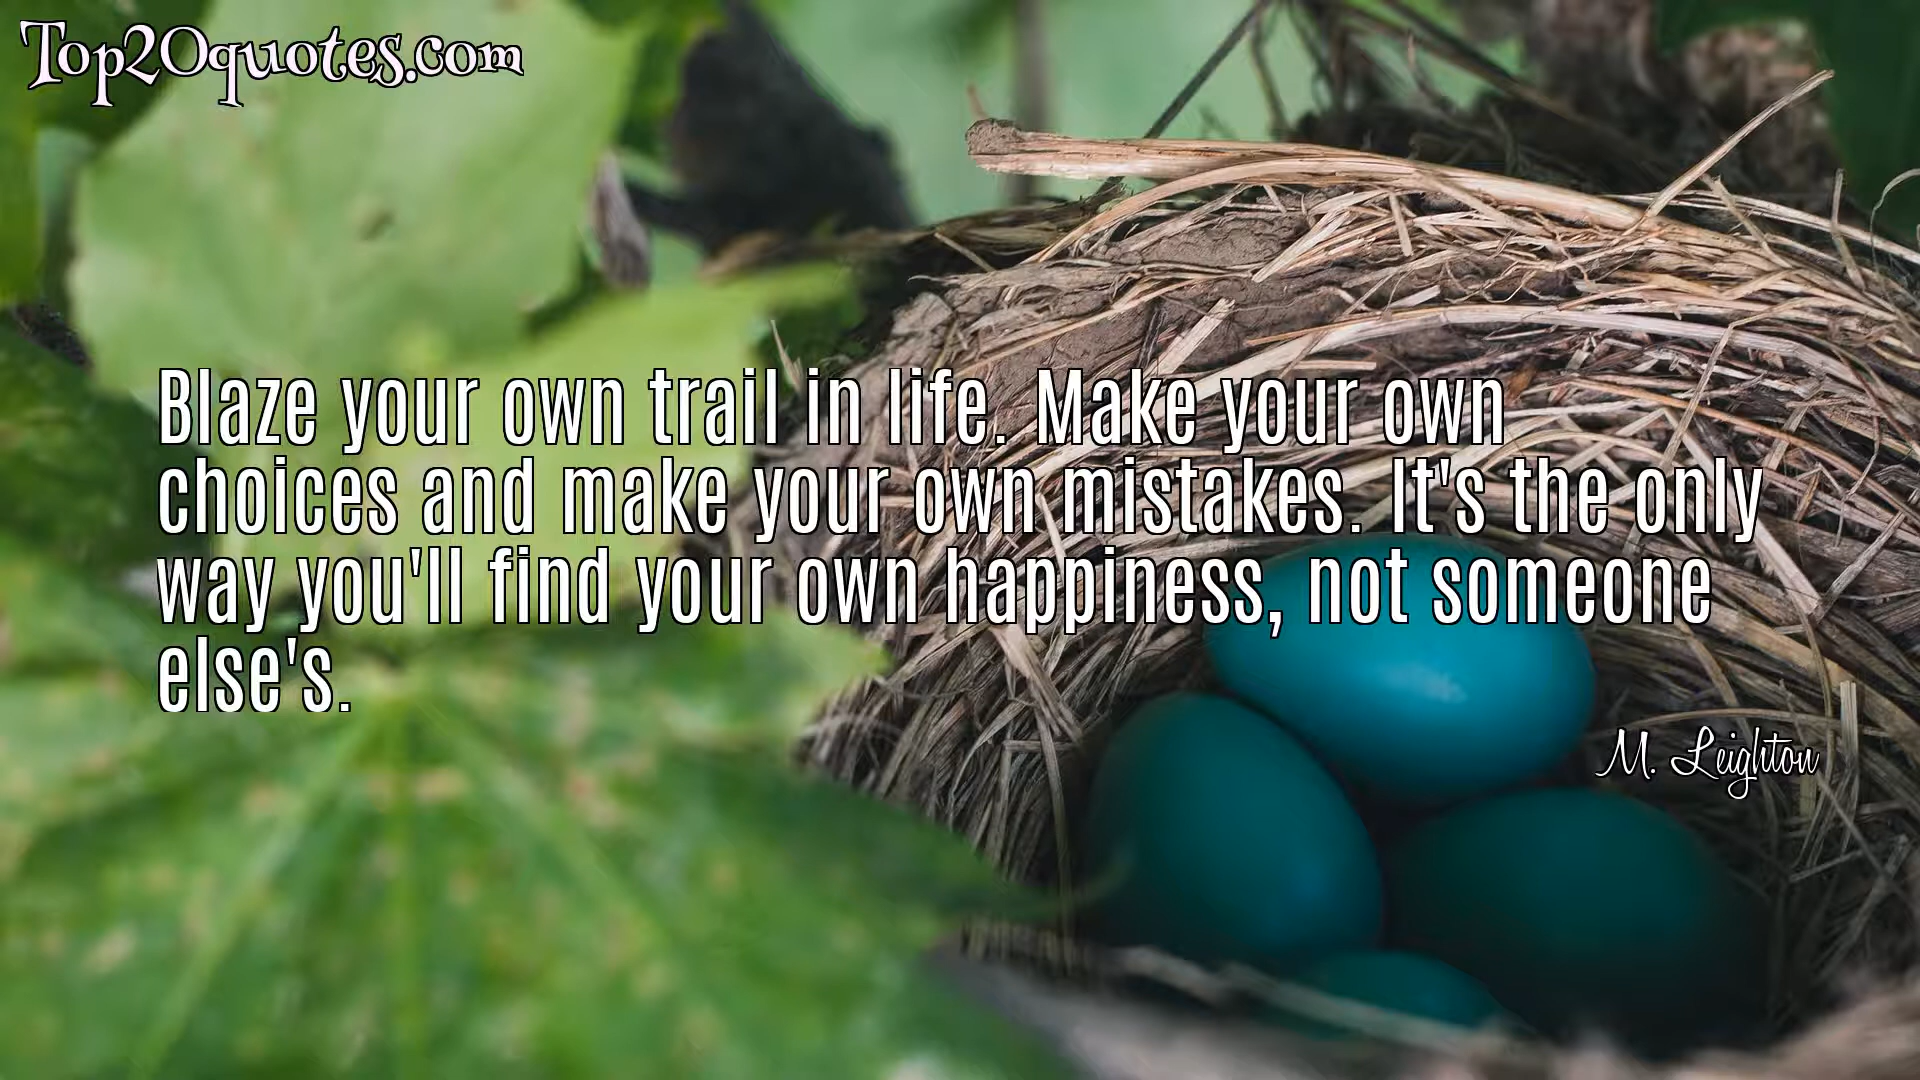 Top20quotes.com
Blaze your own trail in life. Make your own
choices and make your own mistakes. It's the only
way you'll find your own happiness, not someone
else's.
M. Leighton